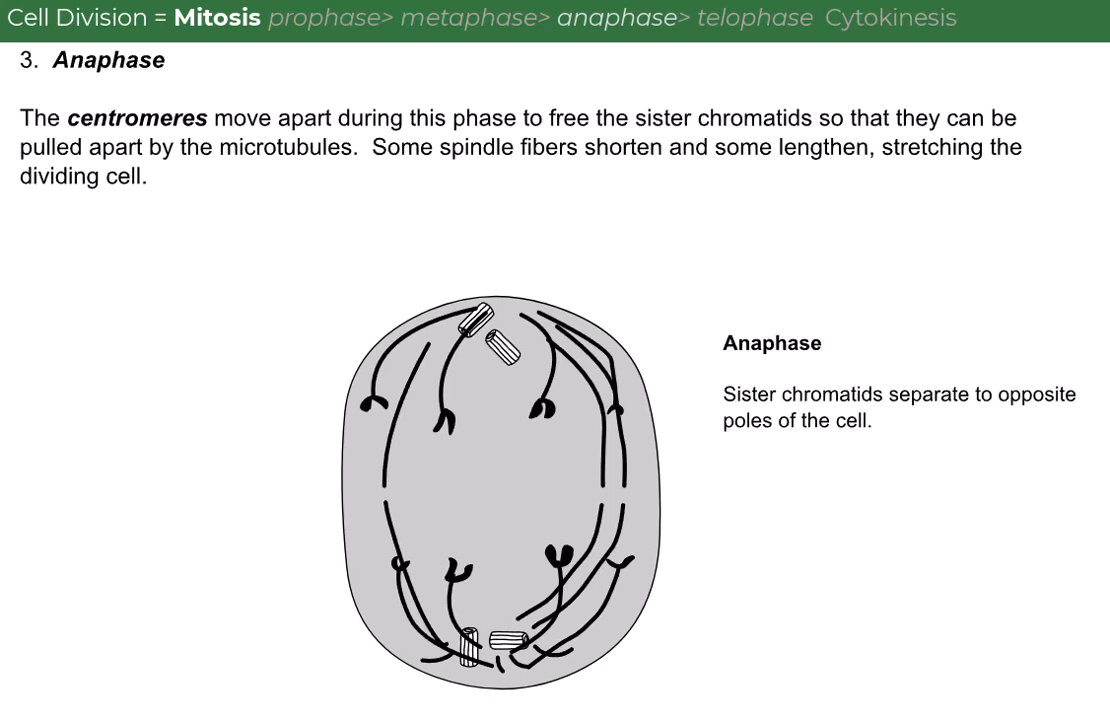 Cell Division = Mitosis prophase> metaphase> anaphase> telophase Cytokinesis
3. Anaphase
The centromeres move apart during this phase to free the sister chromatids so that they can be
pulled apart by the microtubules. Some spindle fibers shorten and some lengthen, stretching the
dividing cell.
Anaphase
Sister chromatids separate to opposite
poles of the cell.